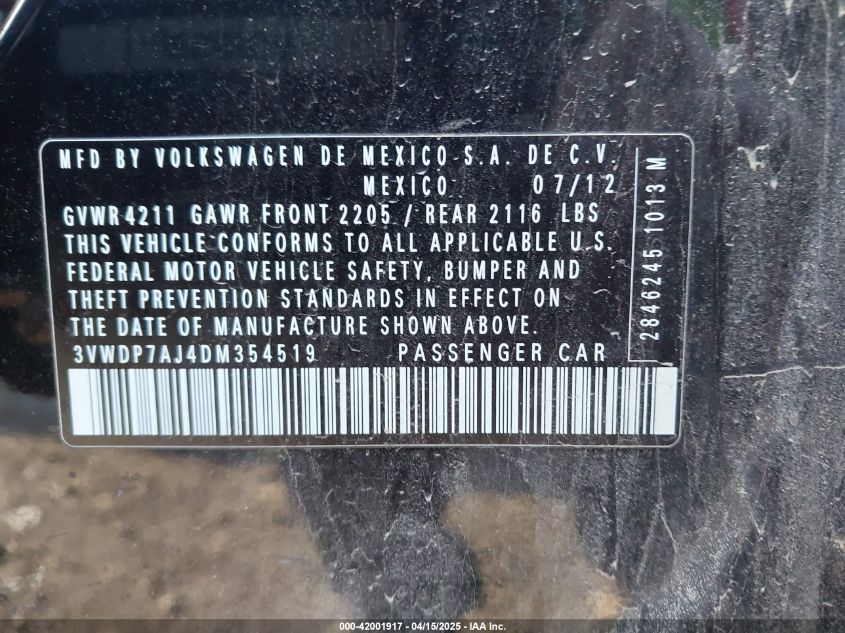 MFD BY VOLKSWAGEN DE MEXICO S.A. DE C.V.
MEXICO 07/12
GVWR 4211 GAWR FRONT 2205 / REAR 2116 LBS
THIS VEHICLE CONFORMS TO ALL APPLICABLE U.S.
FEDERAL MOTOR VEHICLE SAFETY, BUMPER AND
THEFT PREVENTION STANDARDS IN EFFECT ON
THE DATE OF MANUFACTURE SHOWN ABOVE.
3VWDP7AJ4DM354519 PASSENGER CAR
2846245 1013 M
000-42001917 - 04/15/2025 - IAA Inc.